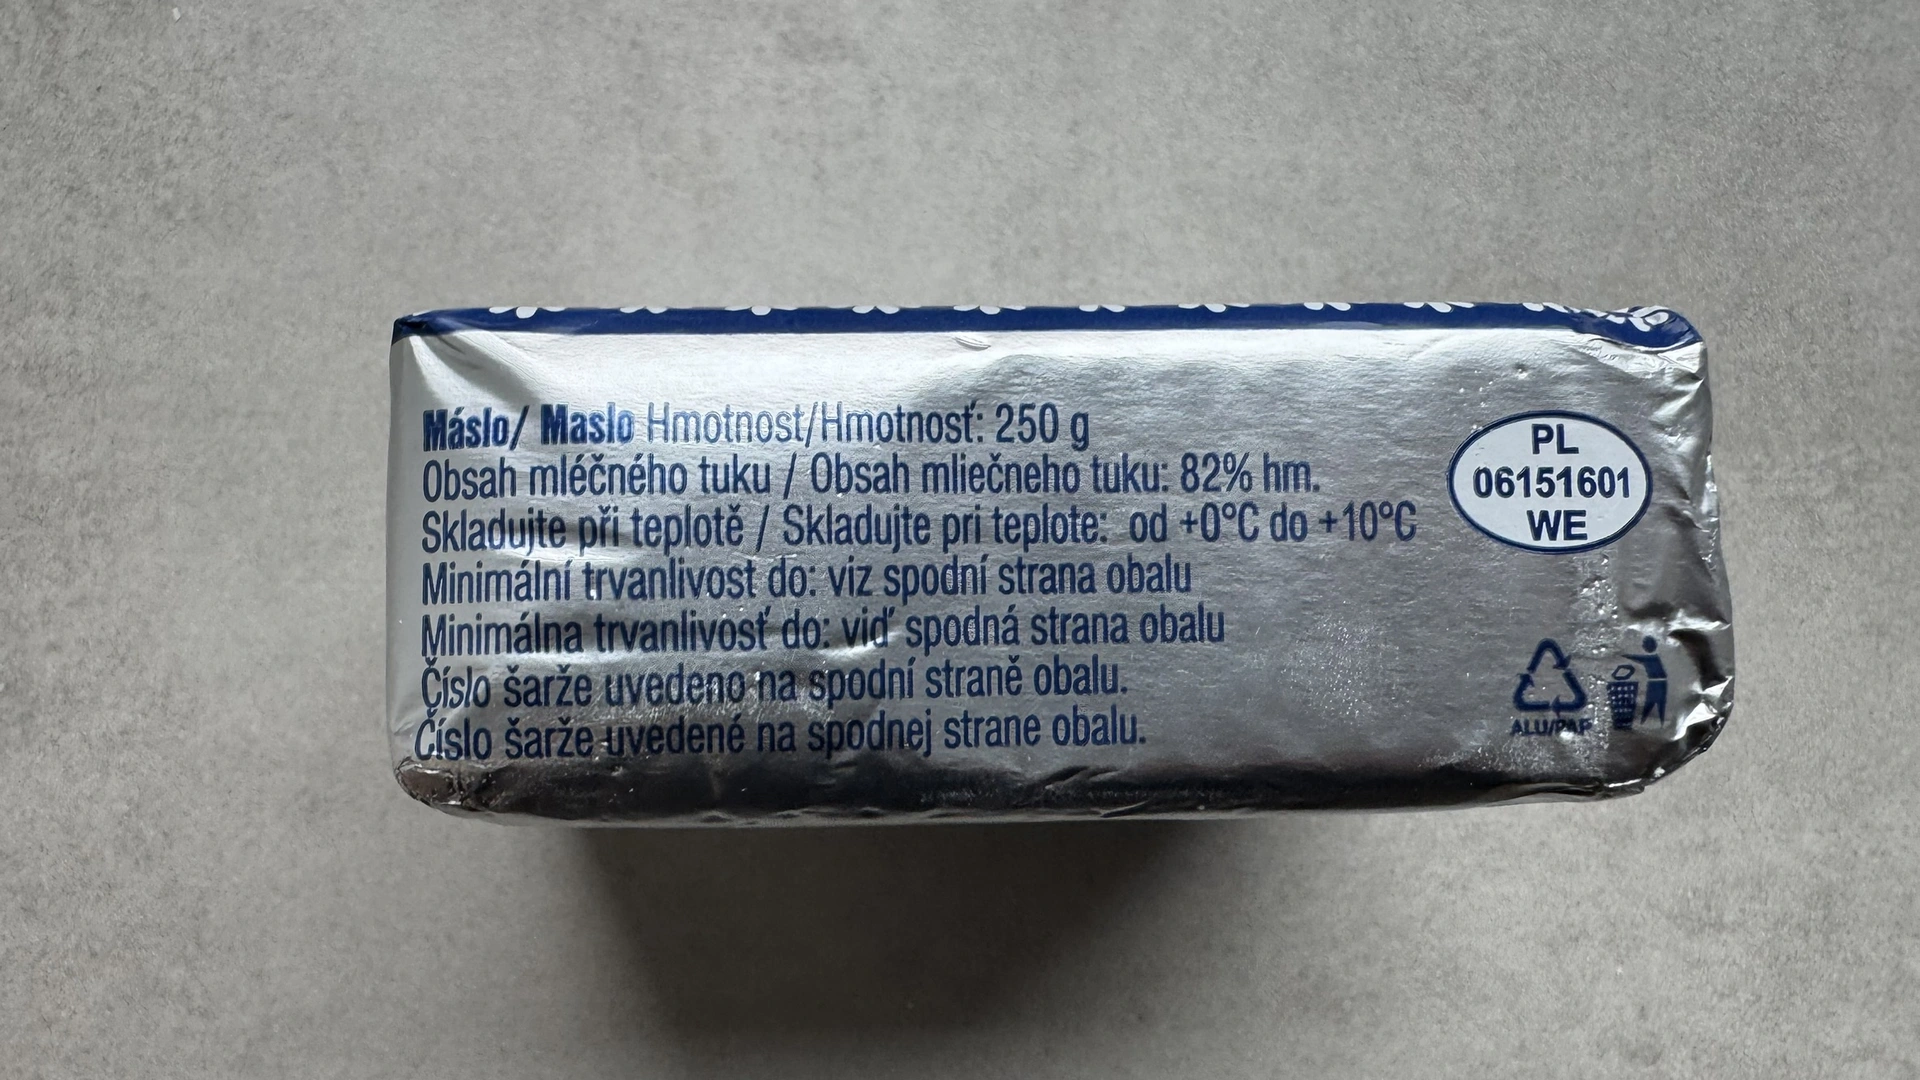 Máslo/ Maslo Hmotnost/Hmotnosť: 250 g
Obsah mléčného tuku / Obsah mliečneho tuku: 82% hm.
Skladujte při teplotě / Skladujte pri teplote: od +0°C do +10°C
Minimální trvanlivost do: viz spodní strana obalu
Minimálna trvanlivosť do: viď spodná strana obalu
Číslo šarže uvedeno na spodní straně obalu.
Číslo šarže uvedené na spodnej strane obalu.
PL
06151601
WE
ALU/PAP